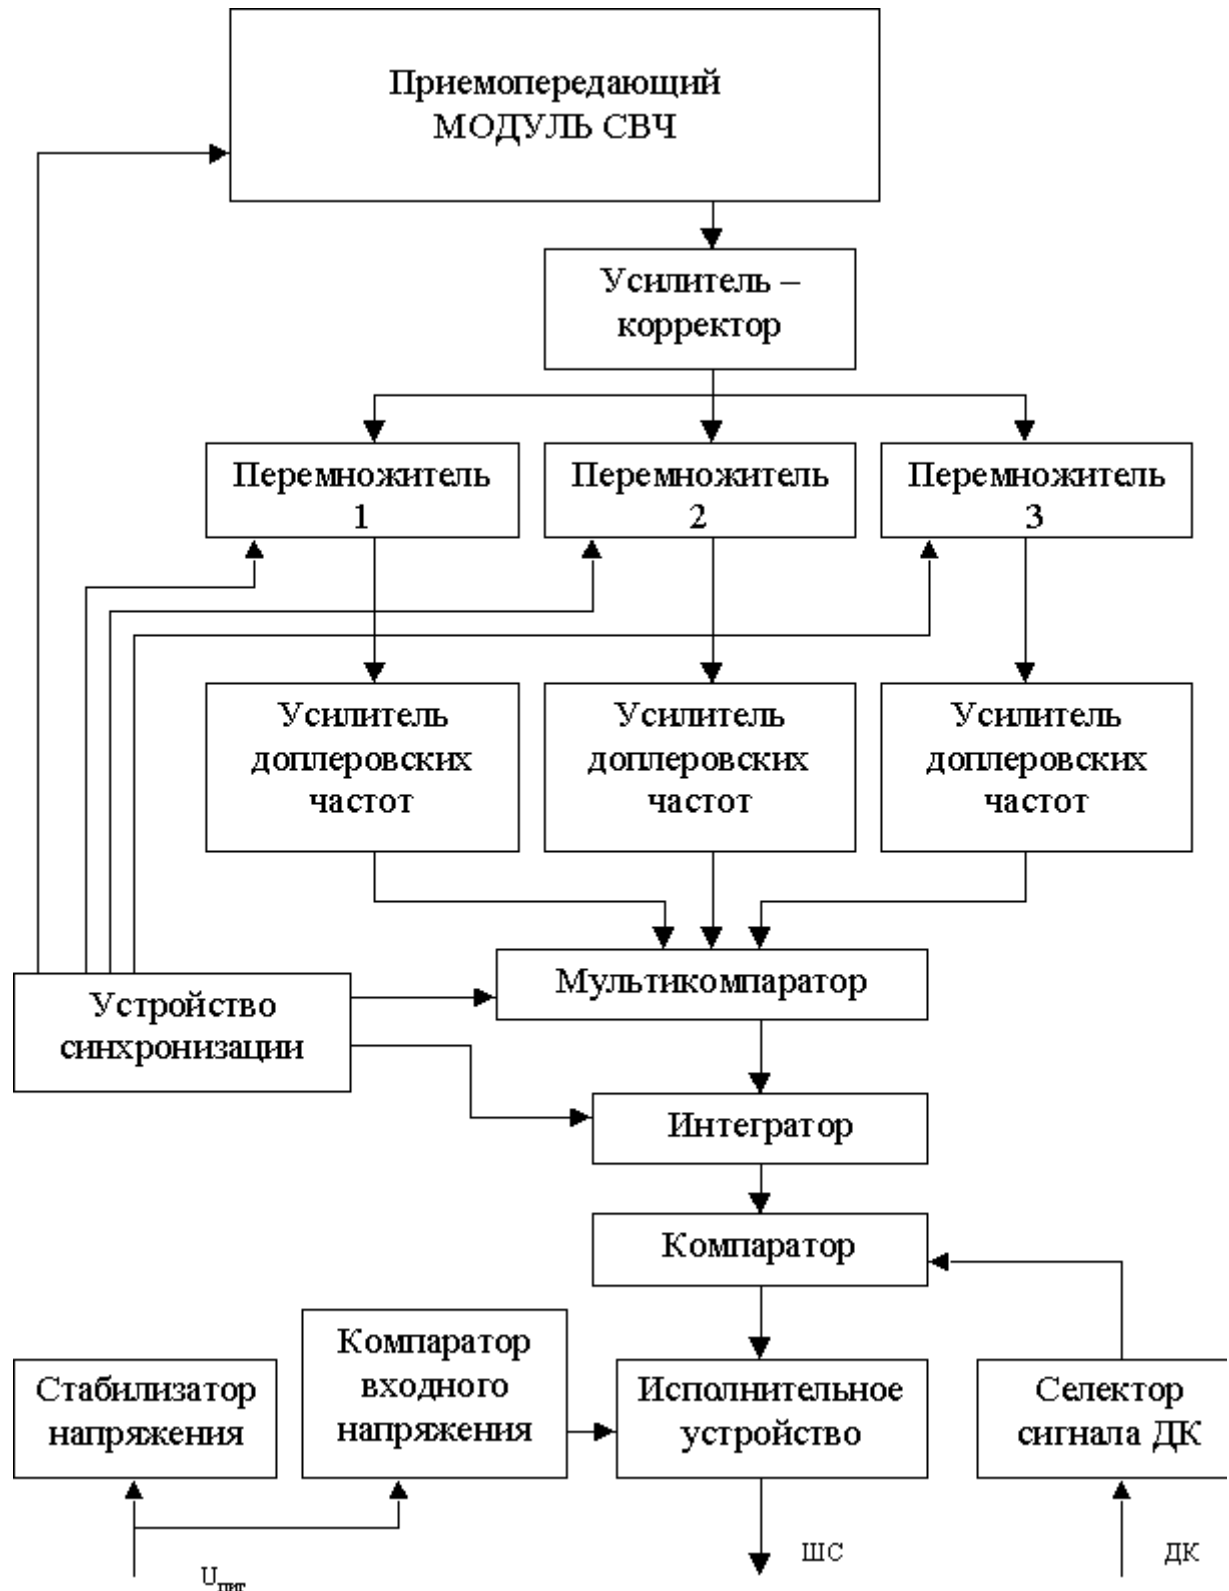 Приемопередающий
МОДУЛЬ СВЧ
Усилитель –
корректор
Перемножитель
1
Перемножитель
2
Перемножитель
3
Усилитель
доплеровских
частот
Усилитель
доплеровских
частот
Усилитель
доплеровских
частот
Мультикомпаратор
Устройство
синхронизации
Интегратор
Компаратор
Стабилизатор
напряжения
Компаратор
входного
напряжения
Исполнительное
устройство
Селектор
сигнала ДК
Uпит
ШС
ДК